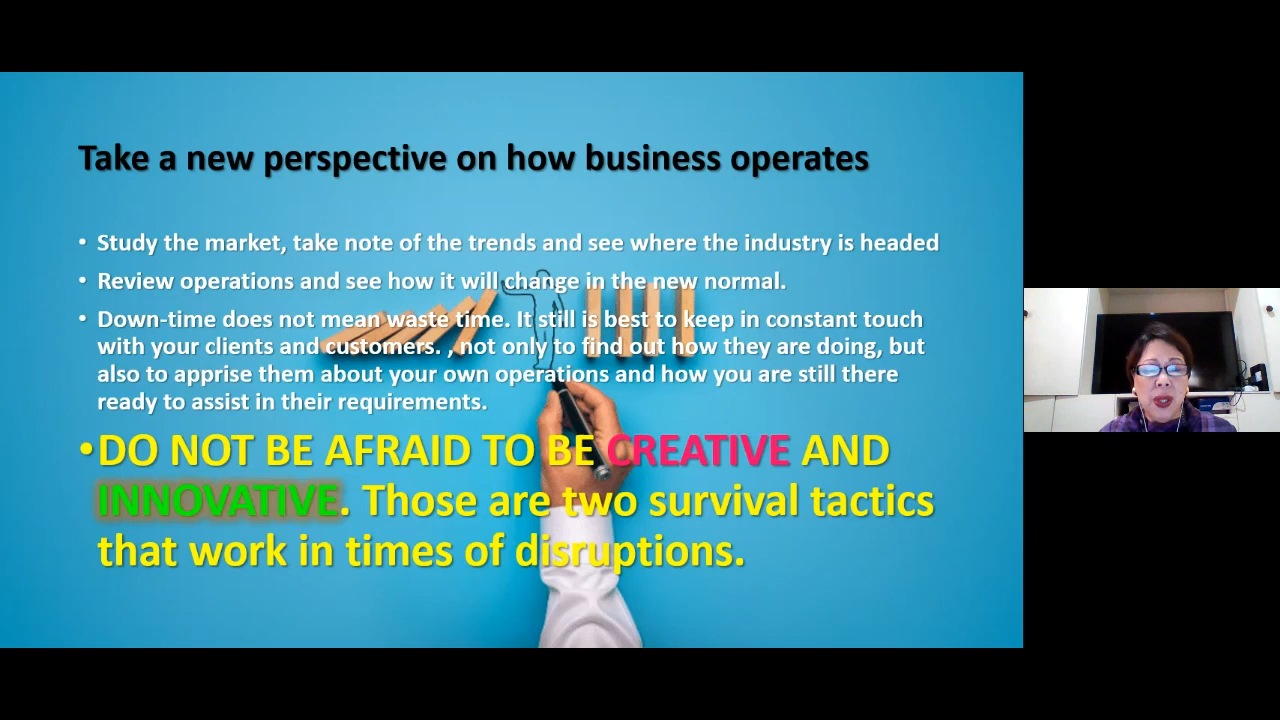 Take a new perspective on how business operates
• Study the market, take note of the trends and see where the industry is headed
• Review operations and see how it will change in the new normal.
• Down-time does not mean waste time. It still is best to keep in constant touch
with your clients and customers. , not only to find out how they are doing, but
also to apprise them about your own operations and how you are still there
ready to assist in their requirements.
• DO NOT BE AFRAID TO BE CREATIVE AND
INNOVATIVE. Those are two survival tactics
that work in times of disruptions.